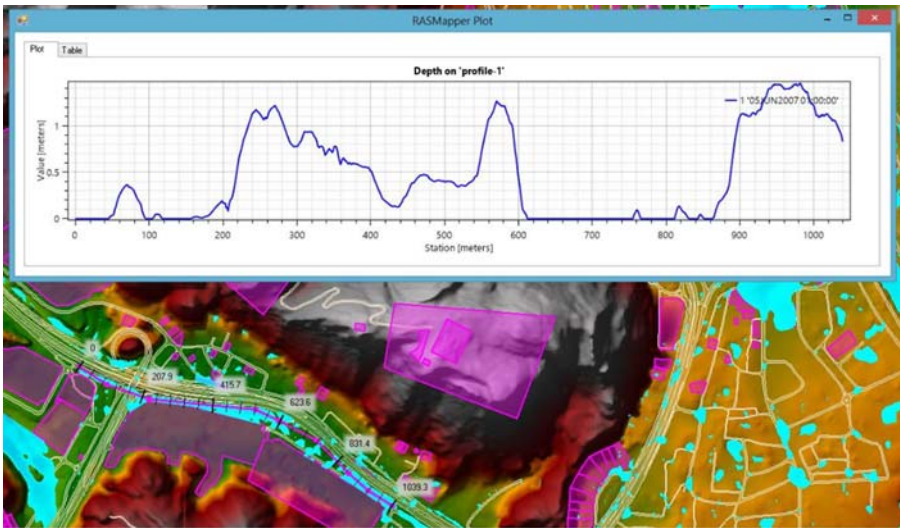 RASMapper Plot
Plot Table
Depth on 'profile-1'
1 '05JUN2007 01:00:00'
Value [meters]
1
0.5
0
0 100 200 300 400 500 600 700 800 900 1000
Station [meters]
0
207.9
415.7
623.6
831.4
1039.3